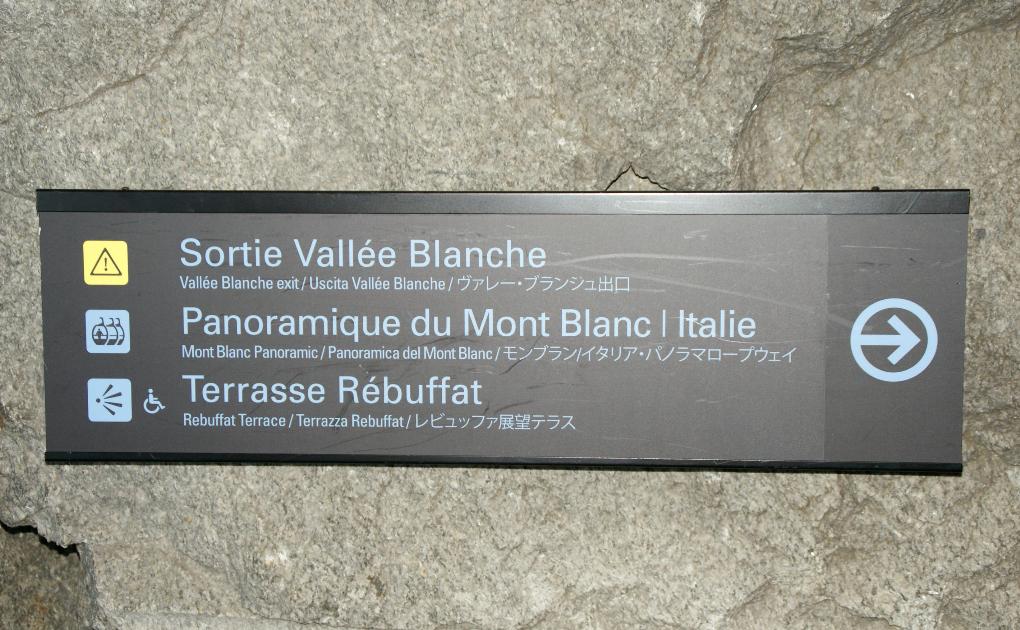 Sortie Vallée Blanche
Vallée Blanche exit / Uscita Vallée Blanche / ヴァレー・ブランシュ出口
Panoramique du Mont Blanc | Italie
Mont Blanc Panoramic / Panoramica del Mont Blanc / モンブラン/イタリア・パノラマロープウェイ
Terrasse Rébuffat
Rebuffat Terrace / Terrazza Rebuffat / レビュッファ展望テラス